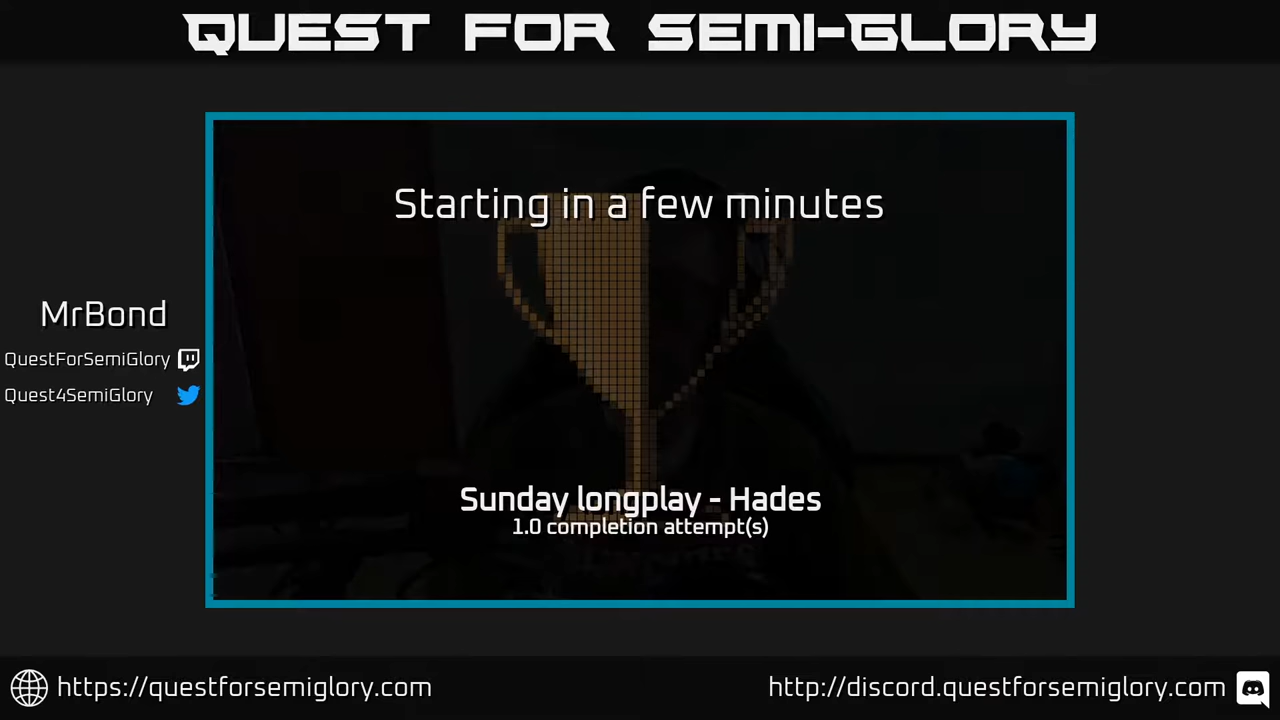 QUEST FOR SEMI-GLORY
Starting in a few minutes
MrBond
QuestForSemiGlory
Quest4SemiGlory
Sunday longplay - Hades
1.0 completion attempt(s)
https://questforsemiglory.com
http://discord.questforsemiglory.com